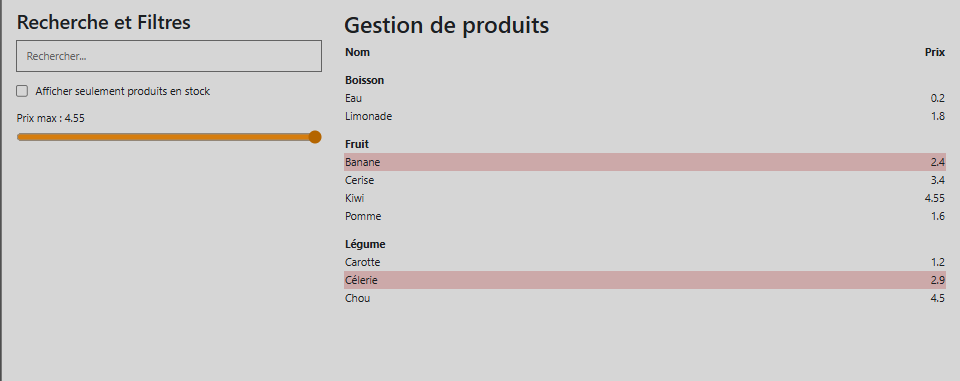 Recherche et Filtres
Rechercher...
Afficher seulement produits en stock
Prix max : 4.55
Gestion de produits
Nom Prix
Boisson
Eau 0.2
Limonade 1.8
Fruit
Banane 2.4
Cerise 3.4
Kiwi 4.55
Pomme 1.6
Légume
Carotte 1.2
Célerie 2.9
Chou 4.5